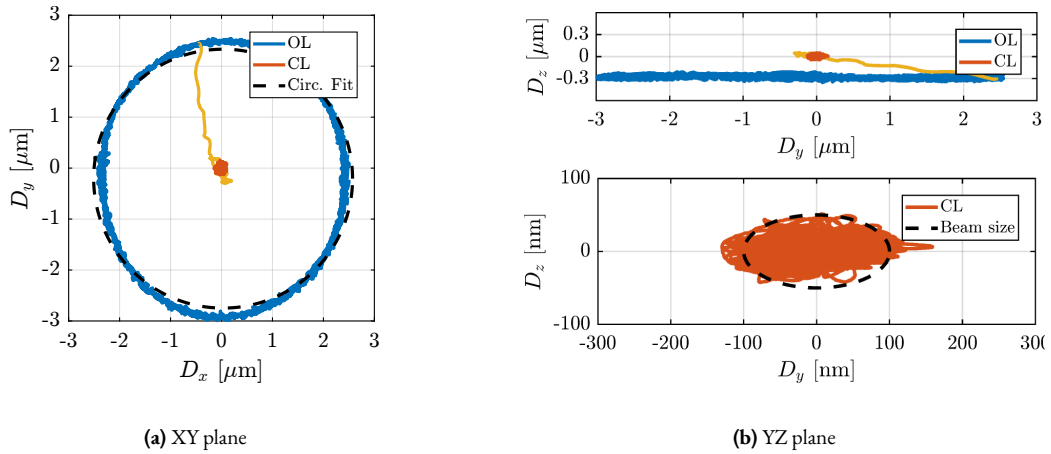 3
2
1
0
-1
-2
-3
D_y [μm]
-3 -2 -1 0 1 2 3
D_x [μm]
OL
CL
Circ. Fit
(a) XY plane
0.3
0
-0.3
D_z [μm]
-3 -2 -1 0 1 2 3
D_y [μm]
OL
CL
100
0
-100
D_z [nm]
-300 -200 -100 0 100 200 300
D_y [nm]
CL
Beam size
(b) YZ plane